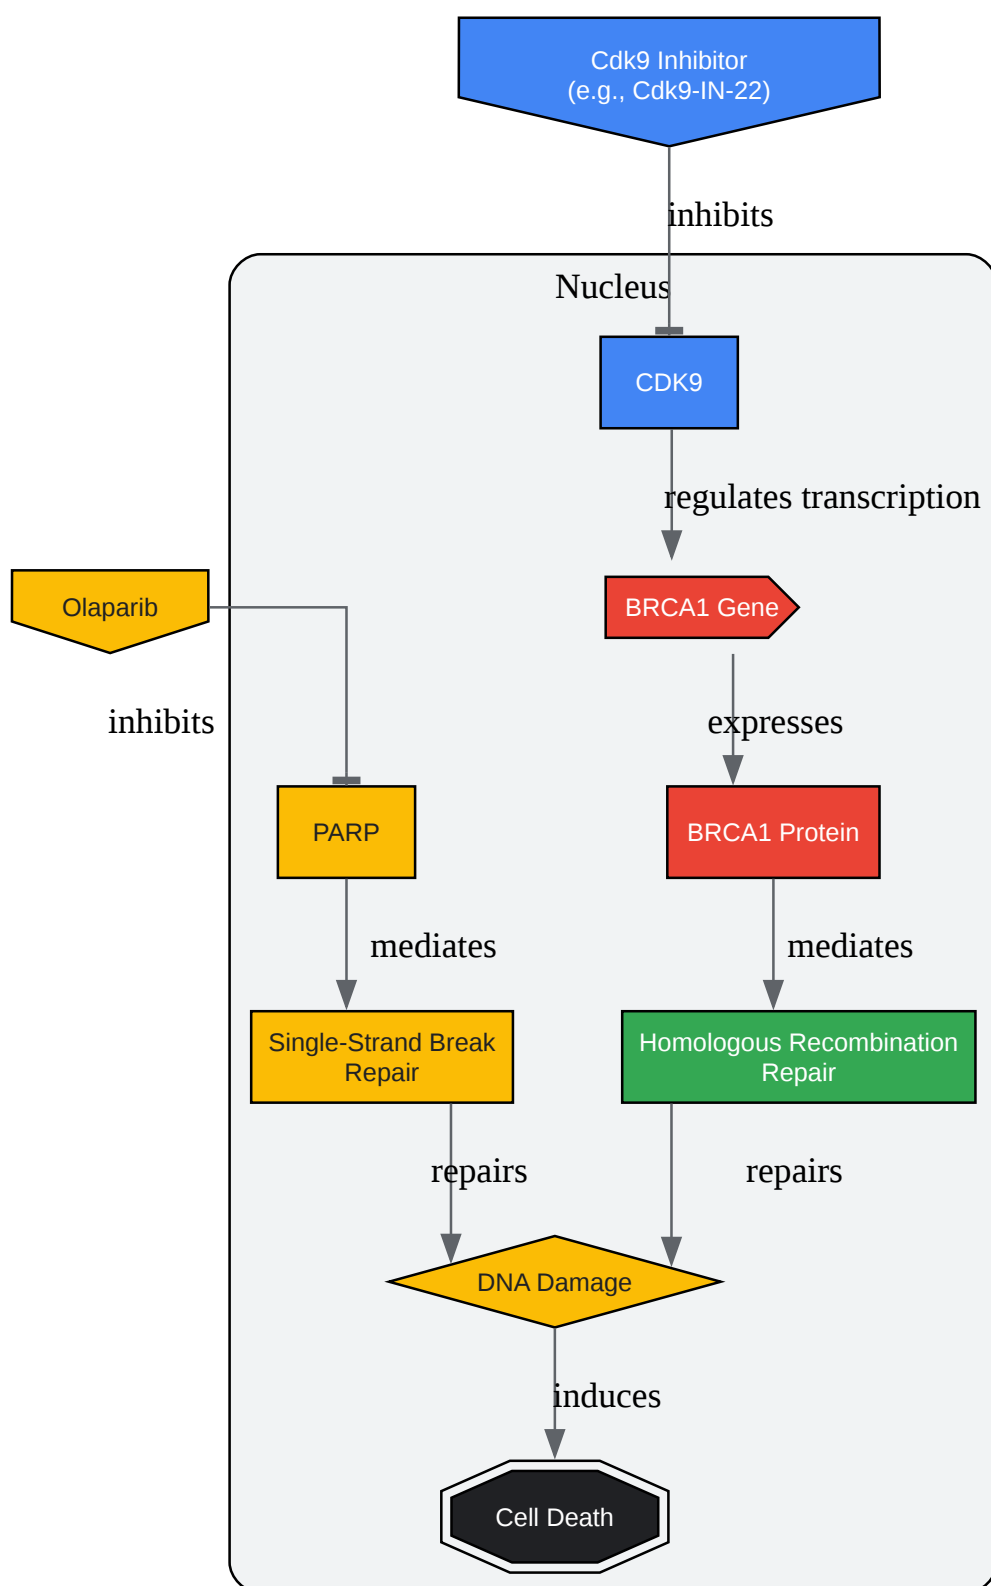 Cdk9 Inhibitor
(e.g., Cdk9-IN-22)
inhibits
Nucleus
CDK9
regulates transcription
Olaparib
BRCA1 Gene
inhibits
expresses
PARP
BRCA1 Protein
mediates
mediates
Single-Strand Break
Repair
Homologous Recombination
Repair
repairs
repairs
DNA Damage
induces
Cell Death